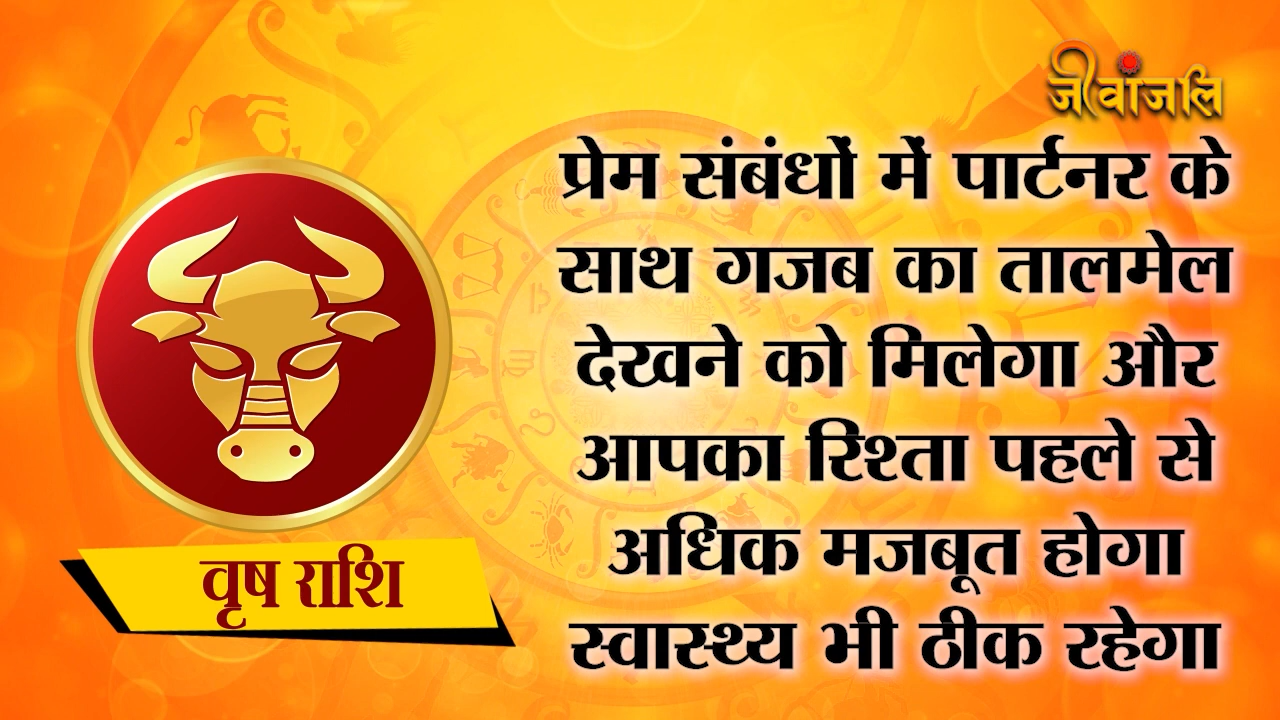 जीवांजलि
प्रेम संबंधों में पार्टनर के
साथ गजब का तालमेल
देखने को मिलेगा और
आपका रिश्ता पहले से
अधिक मजबूत होगा
स्वास्थ्य भी ठीक रहेगा
वृष राशि